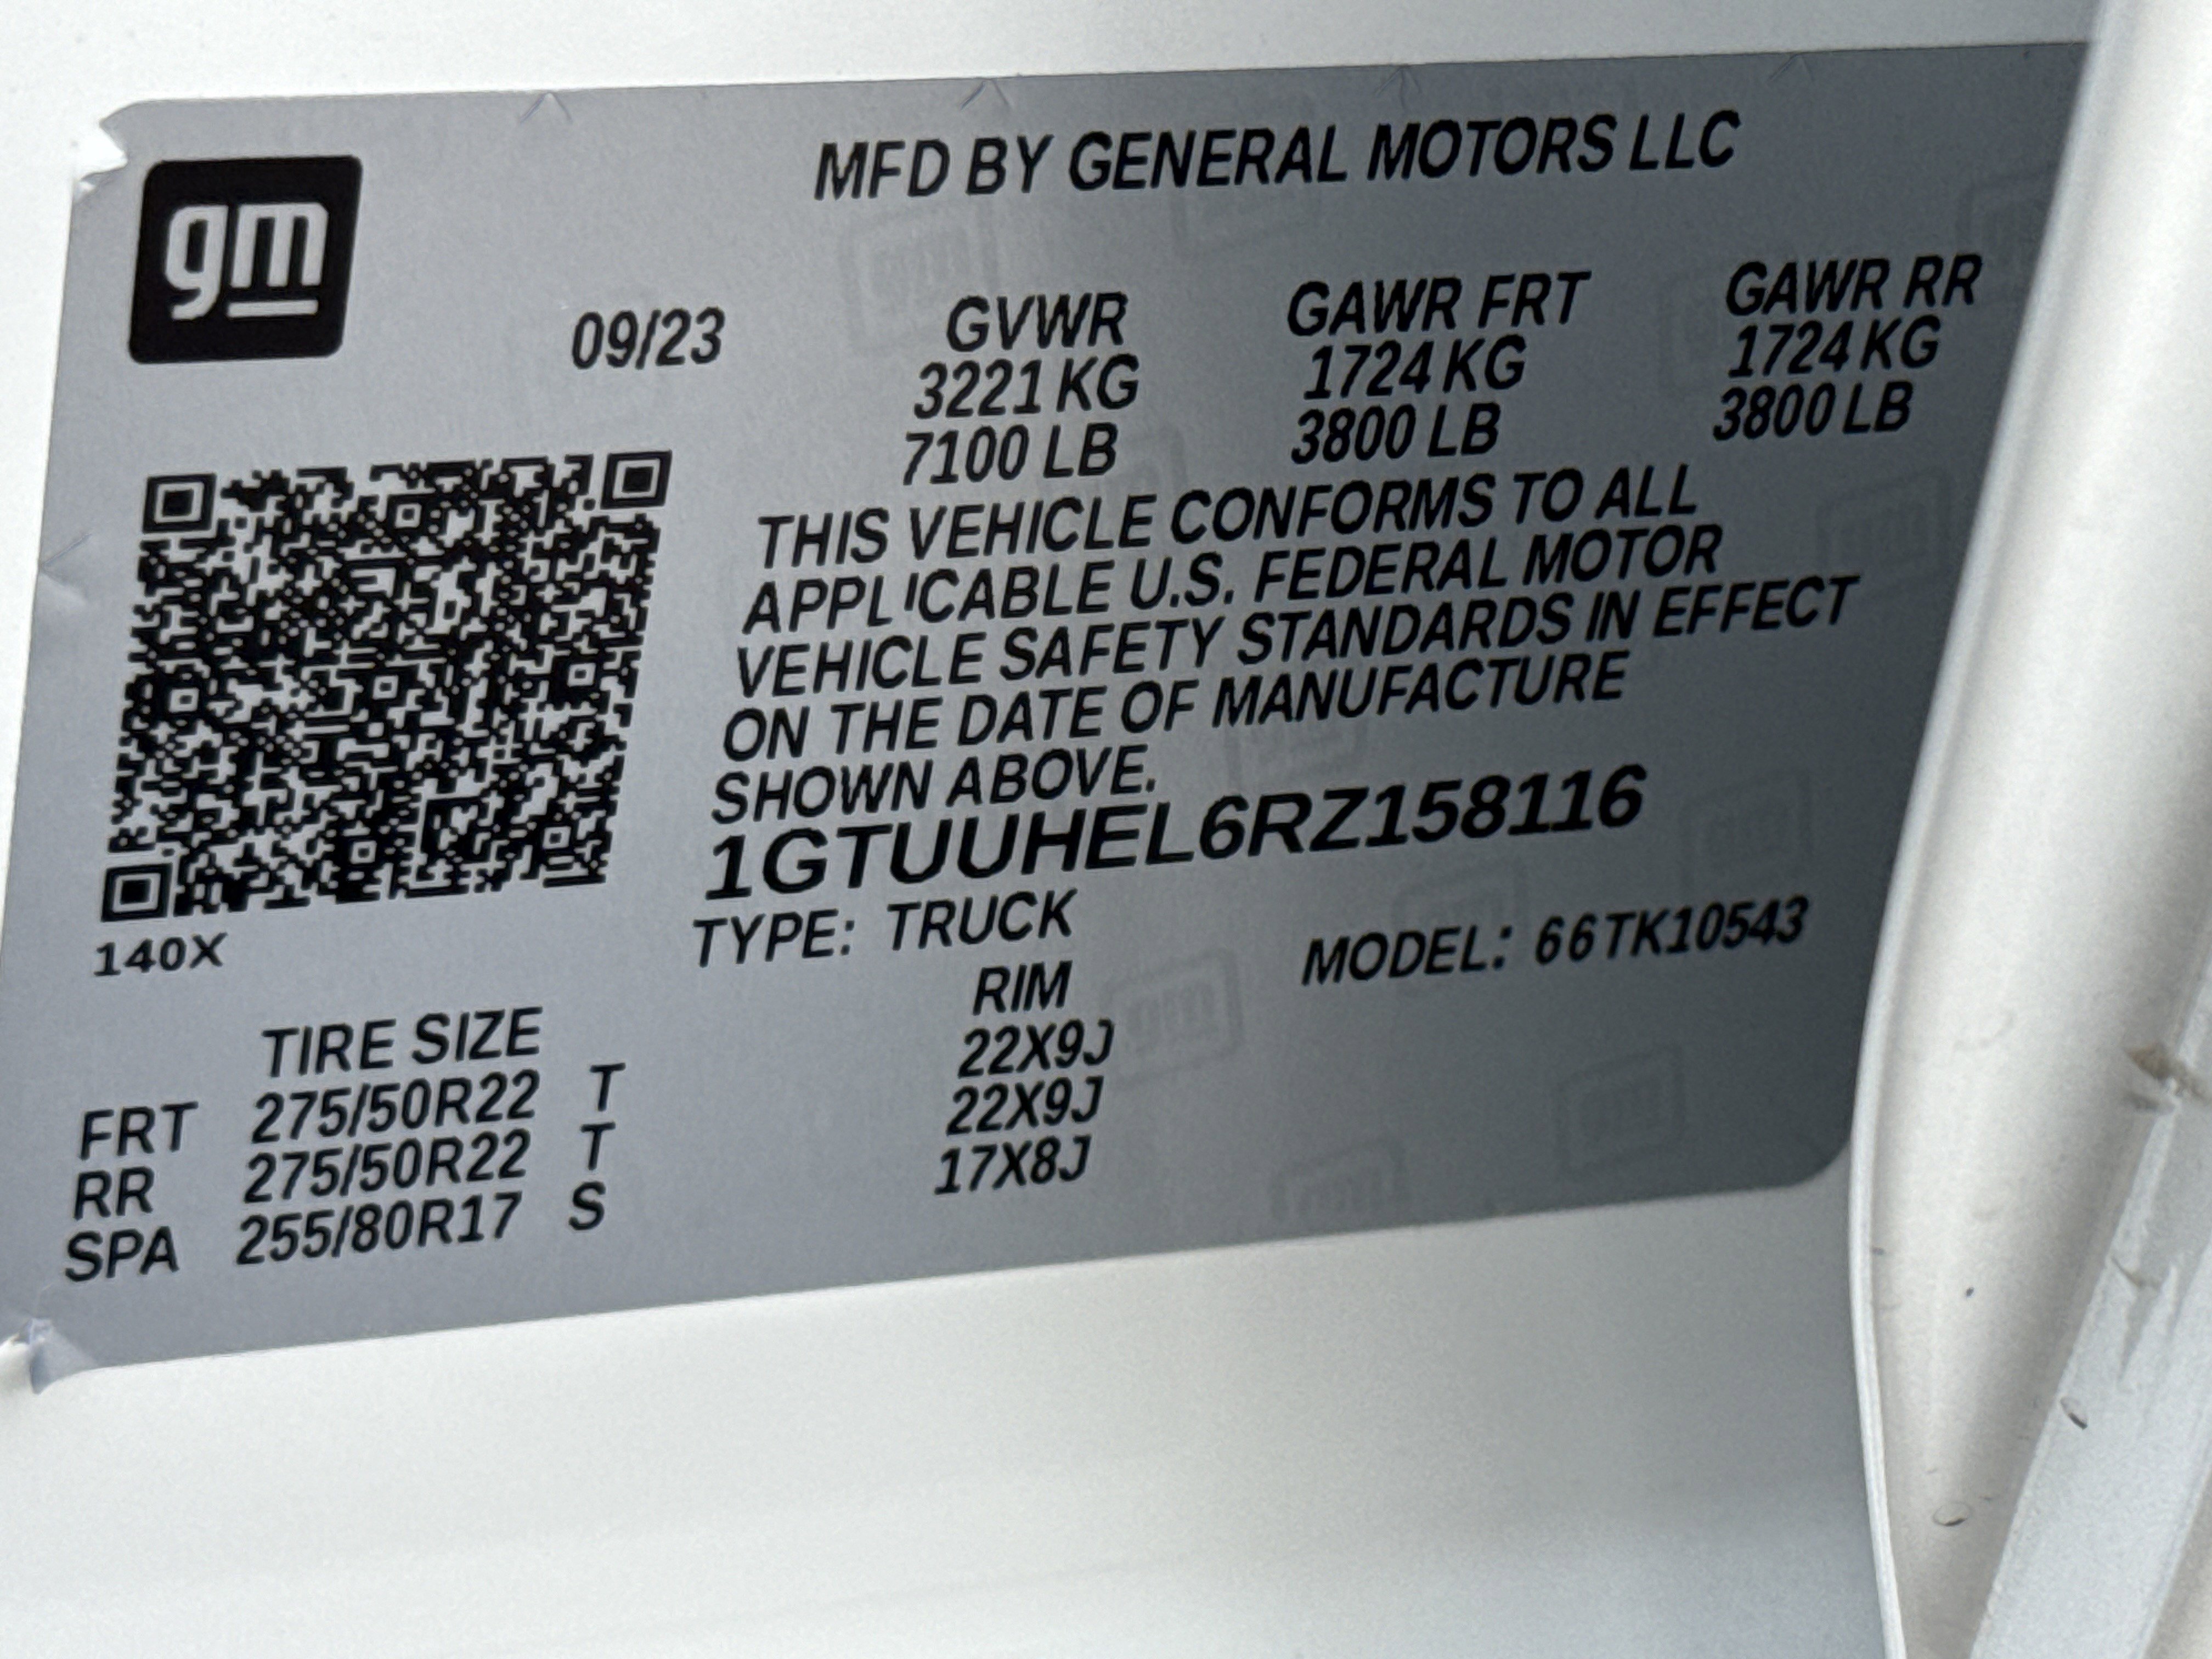 gm
MFD BY GENERAL MOTORS LLC
09/23 GVWR GAWR FRT GAWR RR
3221 KG 1724 KG 1724 KG
7100 LB 3800 LB 3800 LB
THIS VEHICLE CONFORMS TO ALL
APPLICABLE U.S. FEDERAL MOTOR
VEHICLE SAFETY STANDARDS IN EFFECT
ON THE DATE OF MANUFACTURE
SHOWN ABOVE.
1GTUUHEL6RZ158116
140X
TYPE: TRUCK MODEL: 66TK10543
TIRE SIZE RIM
FRT 275/50R22 T 22X9J
RR 275/50R22 T 22X9J
SPA 255/80R17 S 17X8J